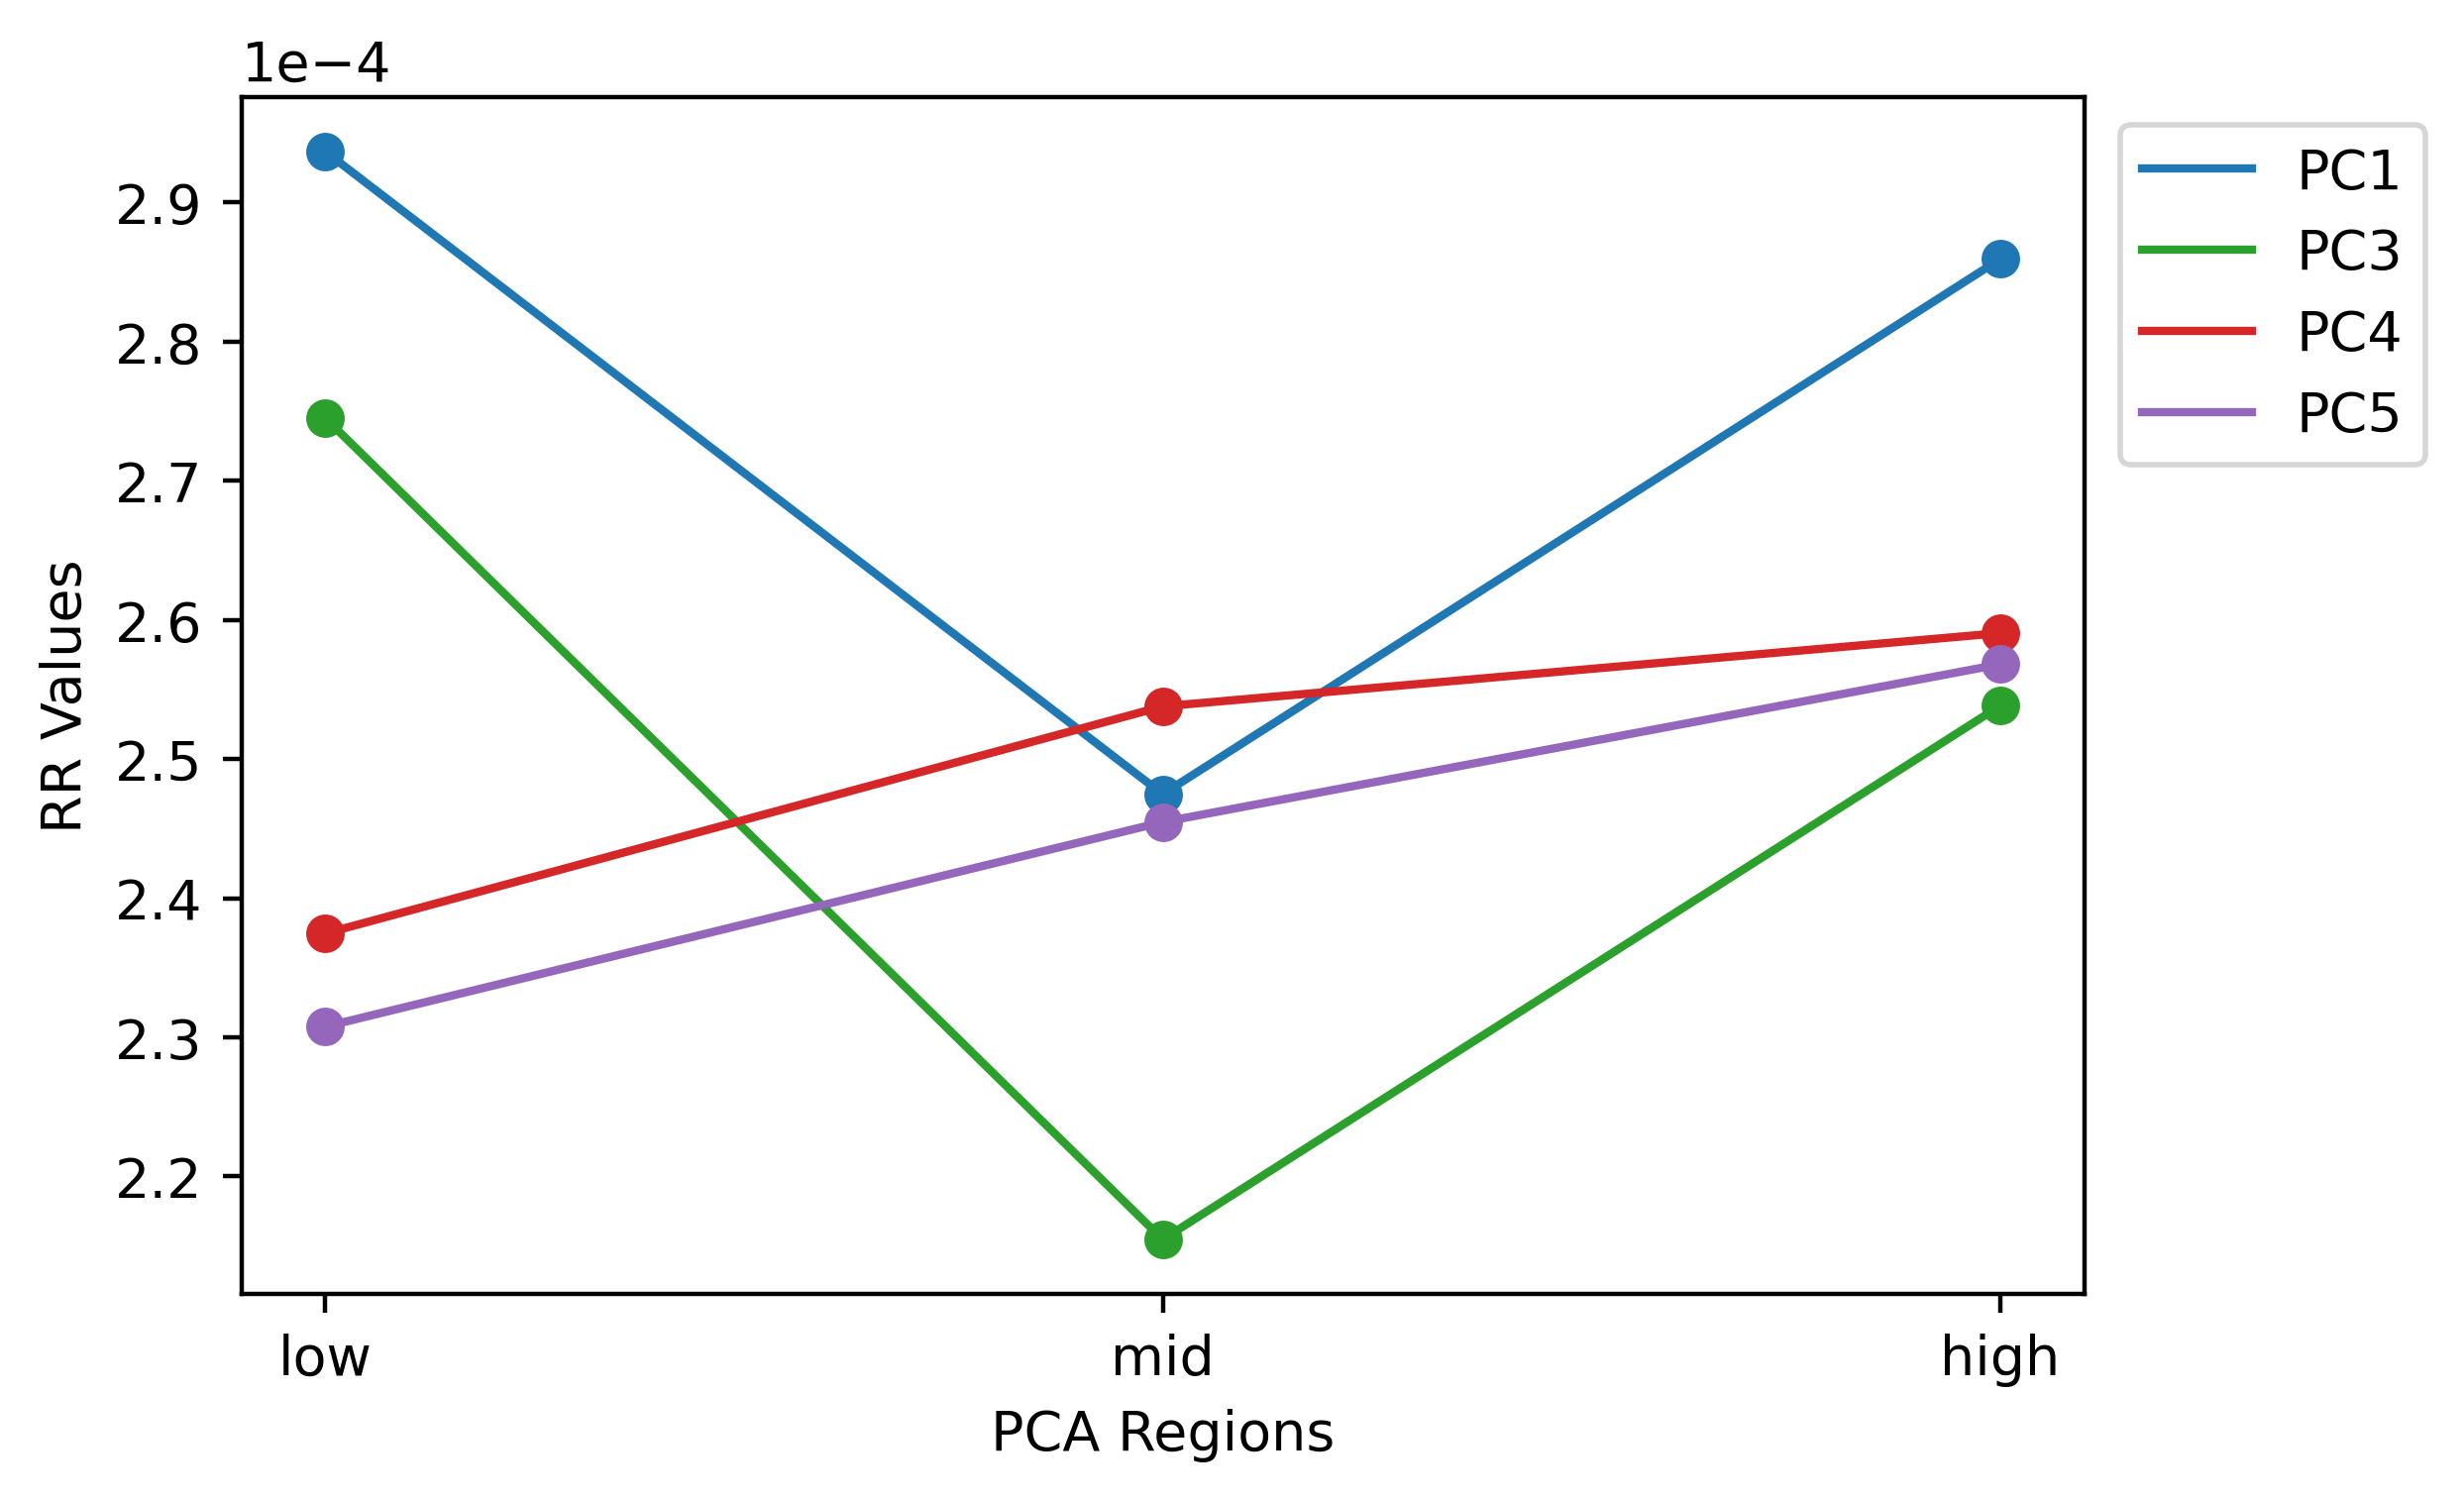 1e−4
2.9
2.8
2.7
2.6
2.5
2.4
2.3
2.2
RR Values
low
mid
high
PCA Regions
PC1
PC3
PC4
PC5